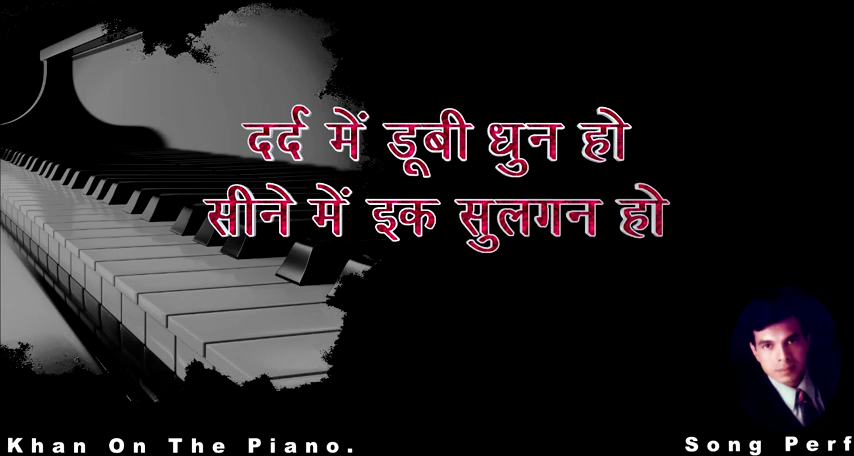 दर्द में डूबी धुन हो
सीने में इक सुलगन हो
Khan On The Piano.
Song Perf